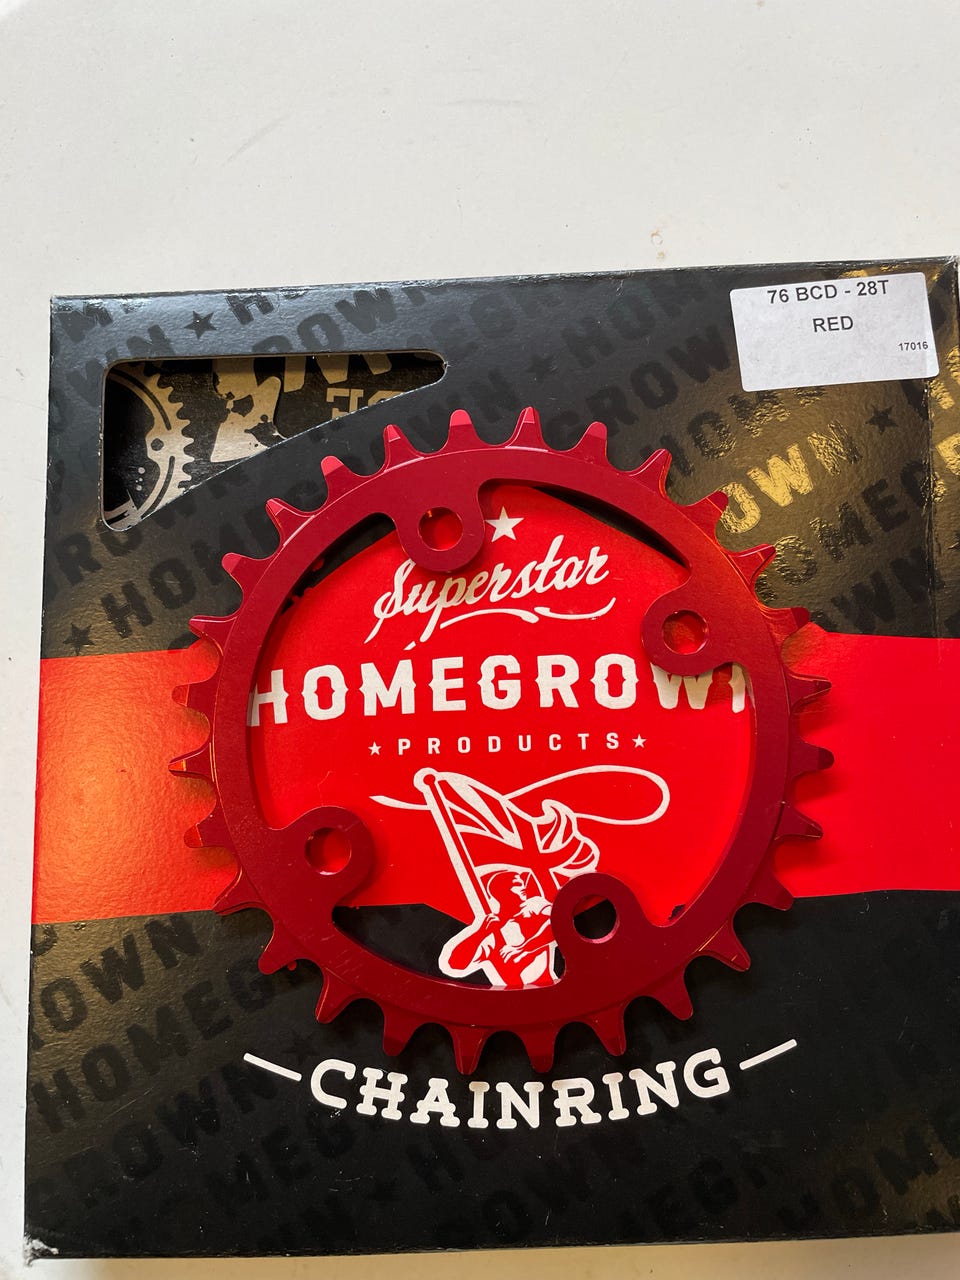 76 BCD - 28T
RED
17016
Superstar
HOMEGROWN
★PRODUCTS★
CHAINRING